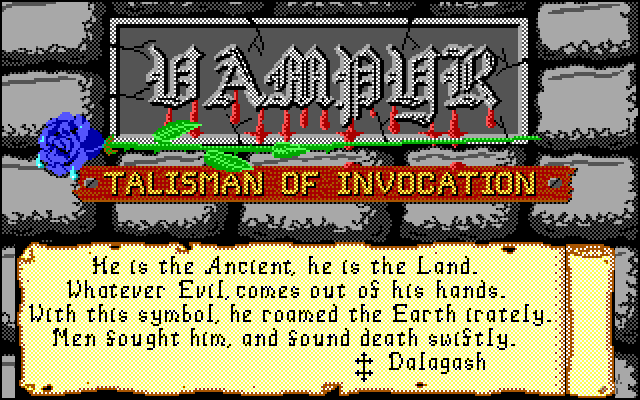 VAMPYR
TALISMAN OF INVOCATION
He is the Ancient, he is the Land.
Whatever Evil, comes out of his hands.
With this symbol, he roamed the Earth irately.
Men fought him, and found death swiftly.
‡ Dalagash